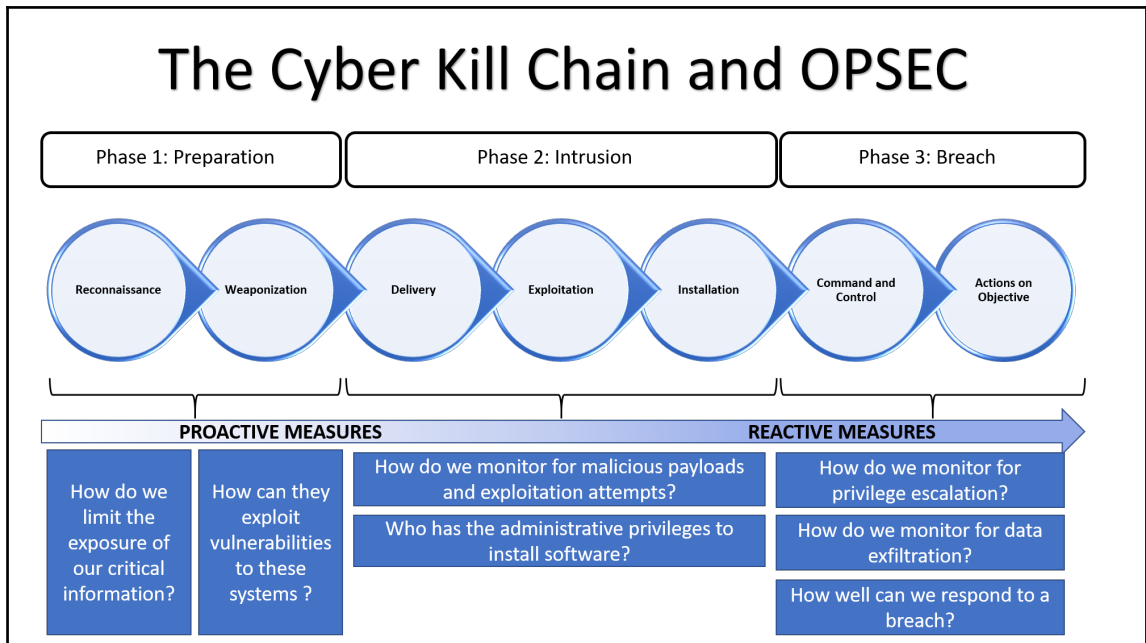 The Cyber Kill Chain and OPSEC
Phase 1: Preparation
Phase 2: Intrusion
Phase 3: Breach
Reconnaissance
Weaponization
Delivery
Exploitation
Installation
Command and
Control
Actions on
Objective
PROACTIVE MEASURES
REACTIVE MEASURES
How do we
limit the
exposure of
our critical
information?
How can they
exploit
vulnerabilities
to these
systems ?
How do we monitor for malicious payloads
and exploitation attempts?
Who has the administrative privileges to
install software?
How do we monitor for
privilege escalation?
How do we monitor for data
exfiltration?
How well can we respond to a
breach?